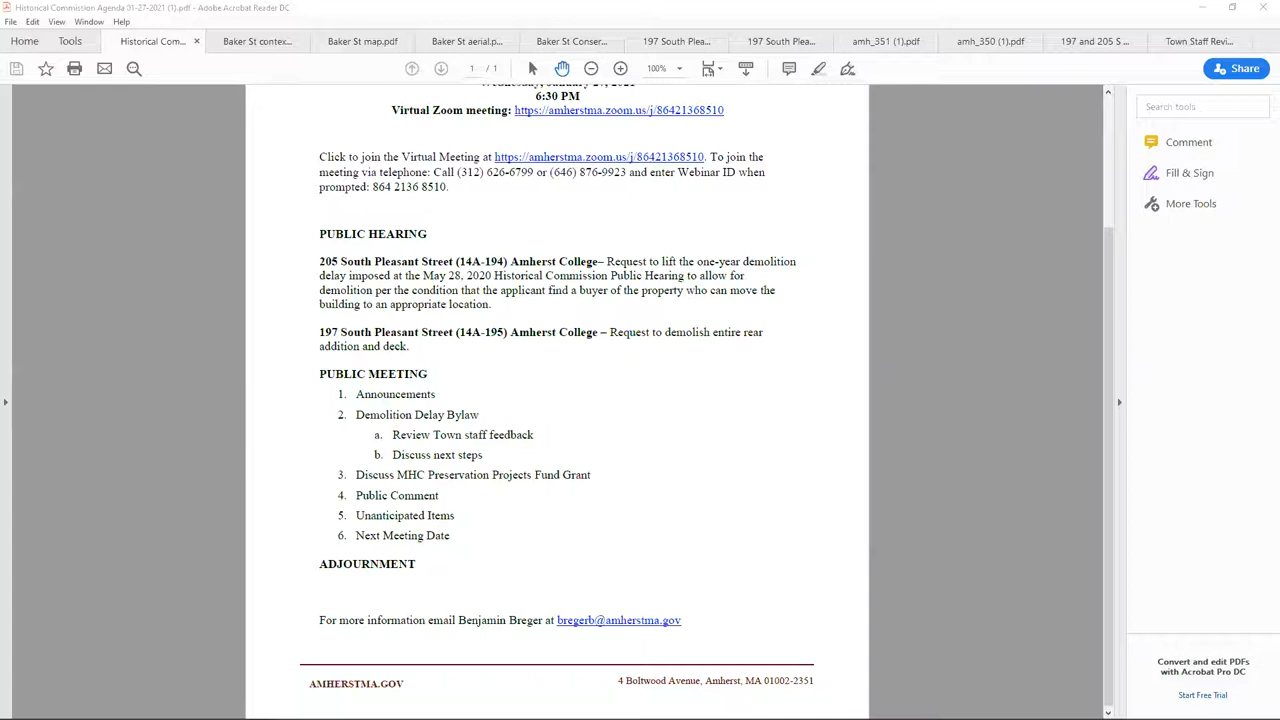 Historical Commission Agenda 01-27-2021 (1).pdf - Adobe Acrobat Reader DC
File Edit View Window Help
Home Tools Historical Com... × Baker St contex... Baker St map.pdf Baker St aerial.p... Baker St Conser... 197 South Plea... 197 South Plea... amh_351 (1).pdf amh_350 (1).pdf 197 and 205 S ... Town Staff Revi...
1 / 1 100% Share
Wednesday, January 27, 2021
6:30 PM
Virtual Zoom meeting: https://amherstma.zoom.us/j/86421368510
Click to join the Virtual Meeting at https://amherstma.zoom.us/j/86421368510. To join the
meeting via telephone: Call (312) 626-6799 or (646) 876-9923 and enter Webinar ID when
prompted: 864 2136 8510.
PUBLIC HEARING
205 South Pleasant Street (14A-194) Amherst College– Request to lift the one-year demolition
delay imposed at the May 28, 2020 Historical Commission Public Hearing to allow for
demolition per the condition that the applicant find a buyer of the property who can move the
building to an appropriate location.
197 South Pleasant Street (14A-195) Amherst College – Request to demolish entire rear
addition and deck.
PUBLIC MEETING
1. Announcements
2. Demolition Delay Bylaw
a. Review Town staff feedback
b. Discuss next steps
3. Discuss MHC Preservation Projects Fund Grant
4. Public Comment
5. Unanticipated Items
6. Next Meeting Date
ADJOURNMENT
For more information email Benjamin Breger at bregerb@amherstma.gov
AMHERSTMA.GOV
4 Boltwood Avenue, Amherst, MA 01002-2351
Search tools
Comment
Fill & Sign
More Tools
Convert and edit PDFs
with Acrobat Pro DC
Start Free Trial